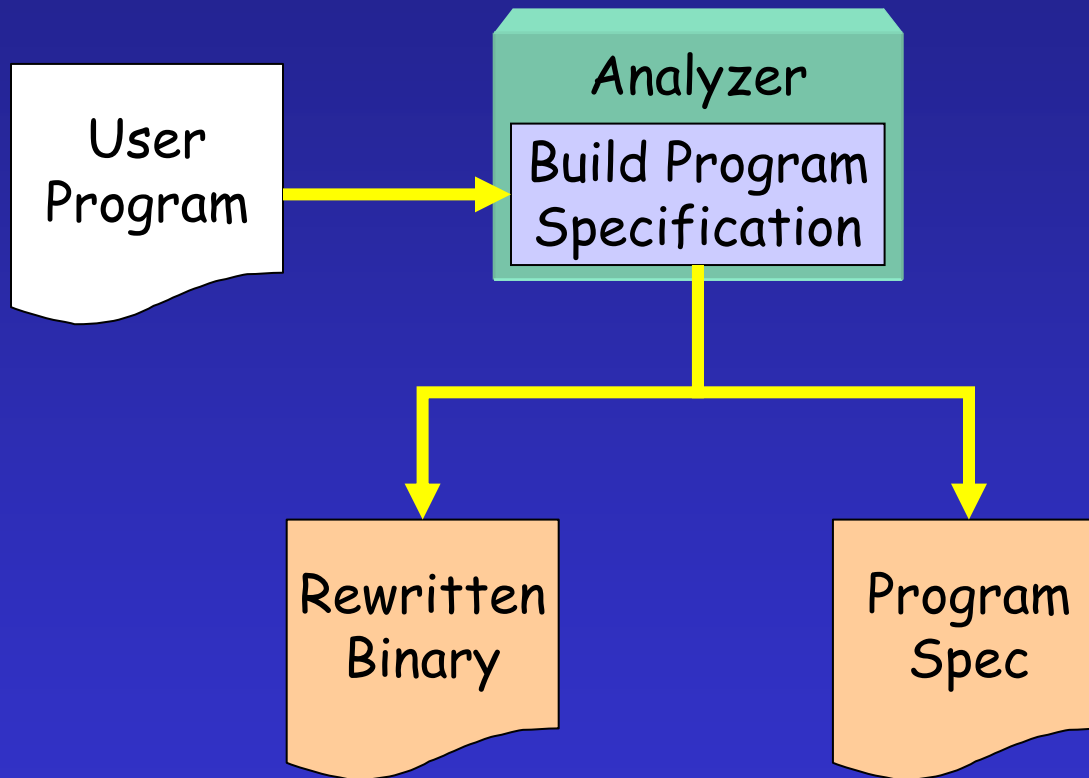 User
Program
Analyzer
Build Program
Specification
Rewritten
Binary
Program
Spec